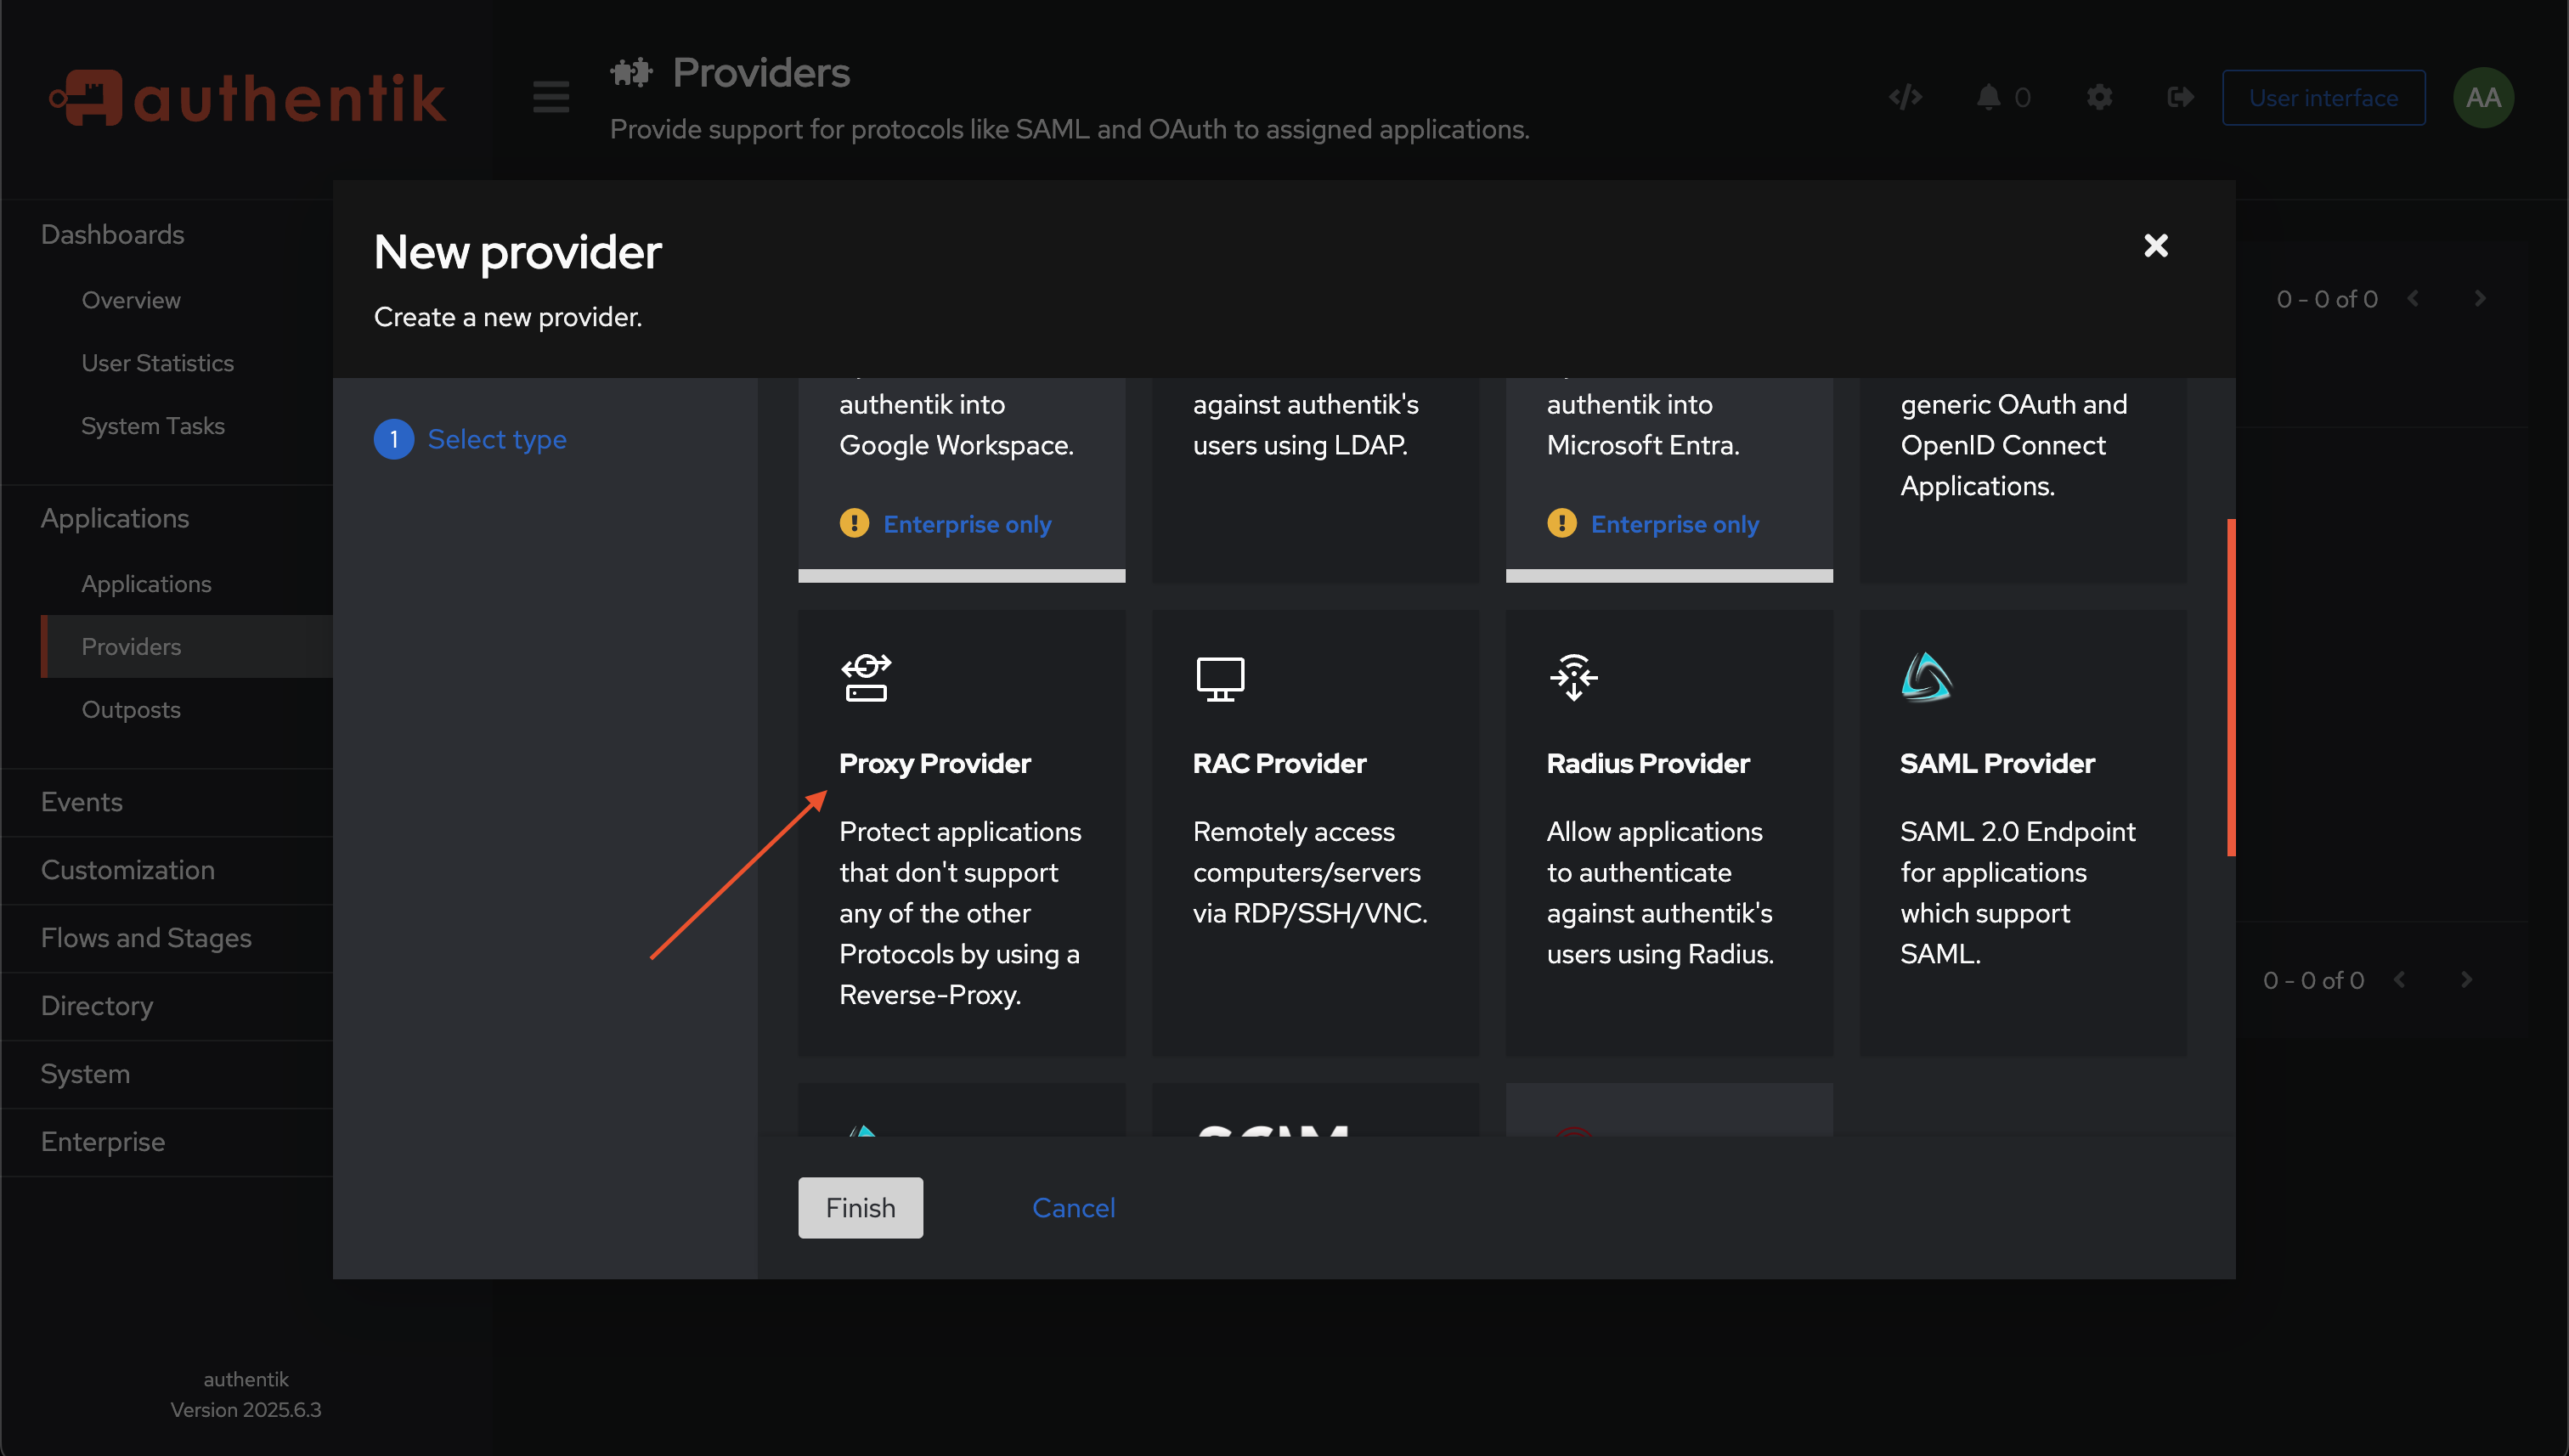 authentik
Providers
Provide support for protocols like SAML and OAuth to assigned applications.
0
User interface
AA
Dashboards
Overview
User Statistics
System Tasks
Applications
Applications
Providers
Outposts
Events
Customization
Flows and Stages
Directory
System
Enterprise
authentik
Version 2025.6.3
New provider
Create a new provider.
1 Select type
authentik into
Google Workspace.
Enterprise only
against authentik's
users using LDAP.
authentik into
Microsoft Entra.
Enterprise only
generic OAuth and
OpenID Connect
Applications.
Proxy Provider
Protect applications
that don't support
any of the other
Protocols by using a
Reverse-Proxy.
RAC Provider
Remotely access
computers/servers
via RDP/SSH/VNC.
Radius Provider
Allow applications
to authenticate
against authentik's
users using Radius.
SAML Provider
SAML 2.0 Endpoint
for applications
which support
SAML.
Finish
Cancel
0 - 0 of 0
0 - 0 of 0